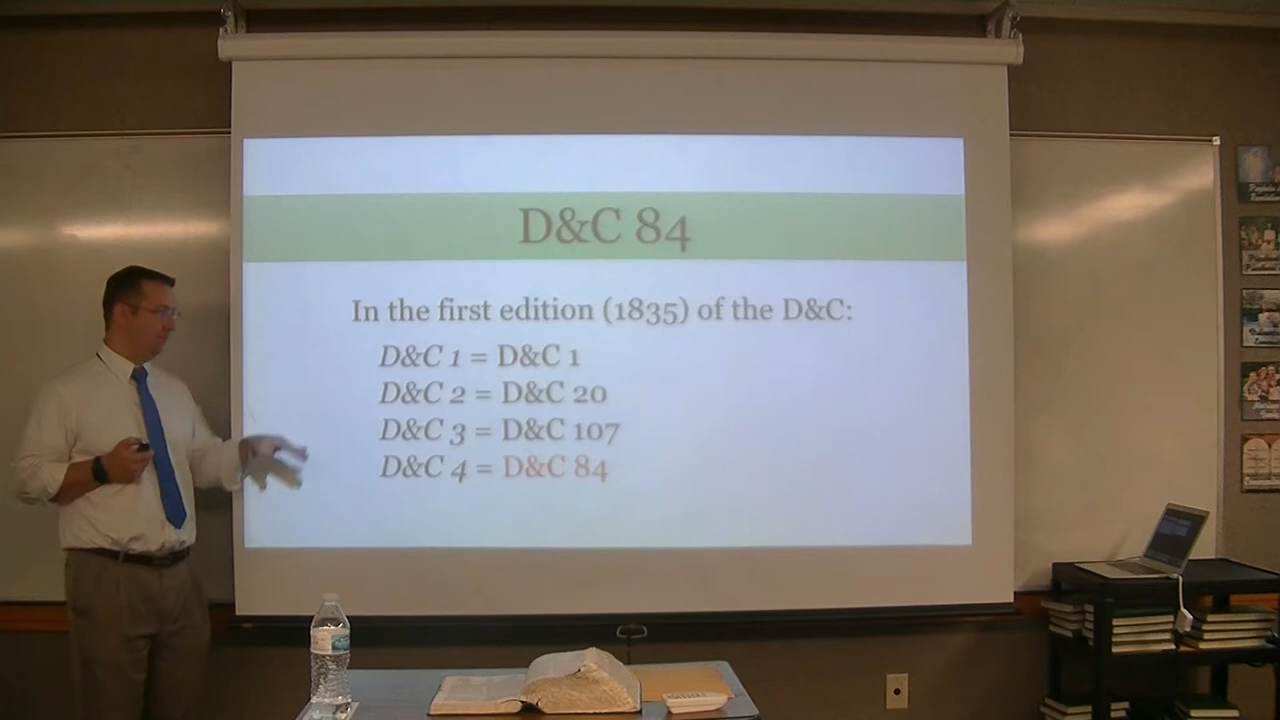 D&C 84
In the first edition (1835) of the D&C:
D&C 1 = D&C 1
D&C 2 = D&C 20
D&C 3 = D&C 107
D&C 4 = D&C 84